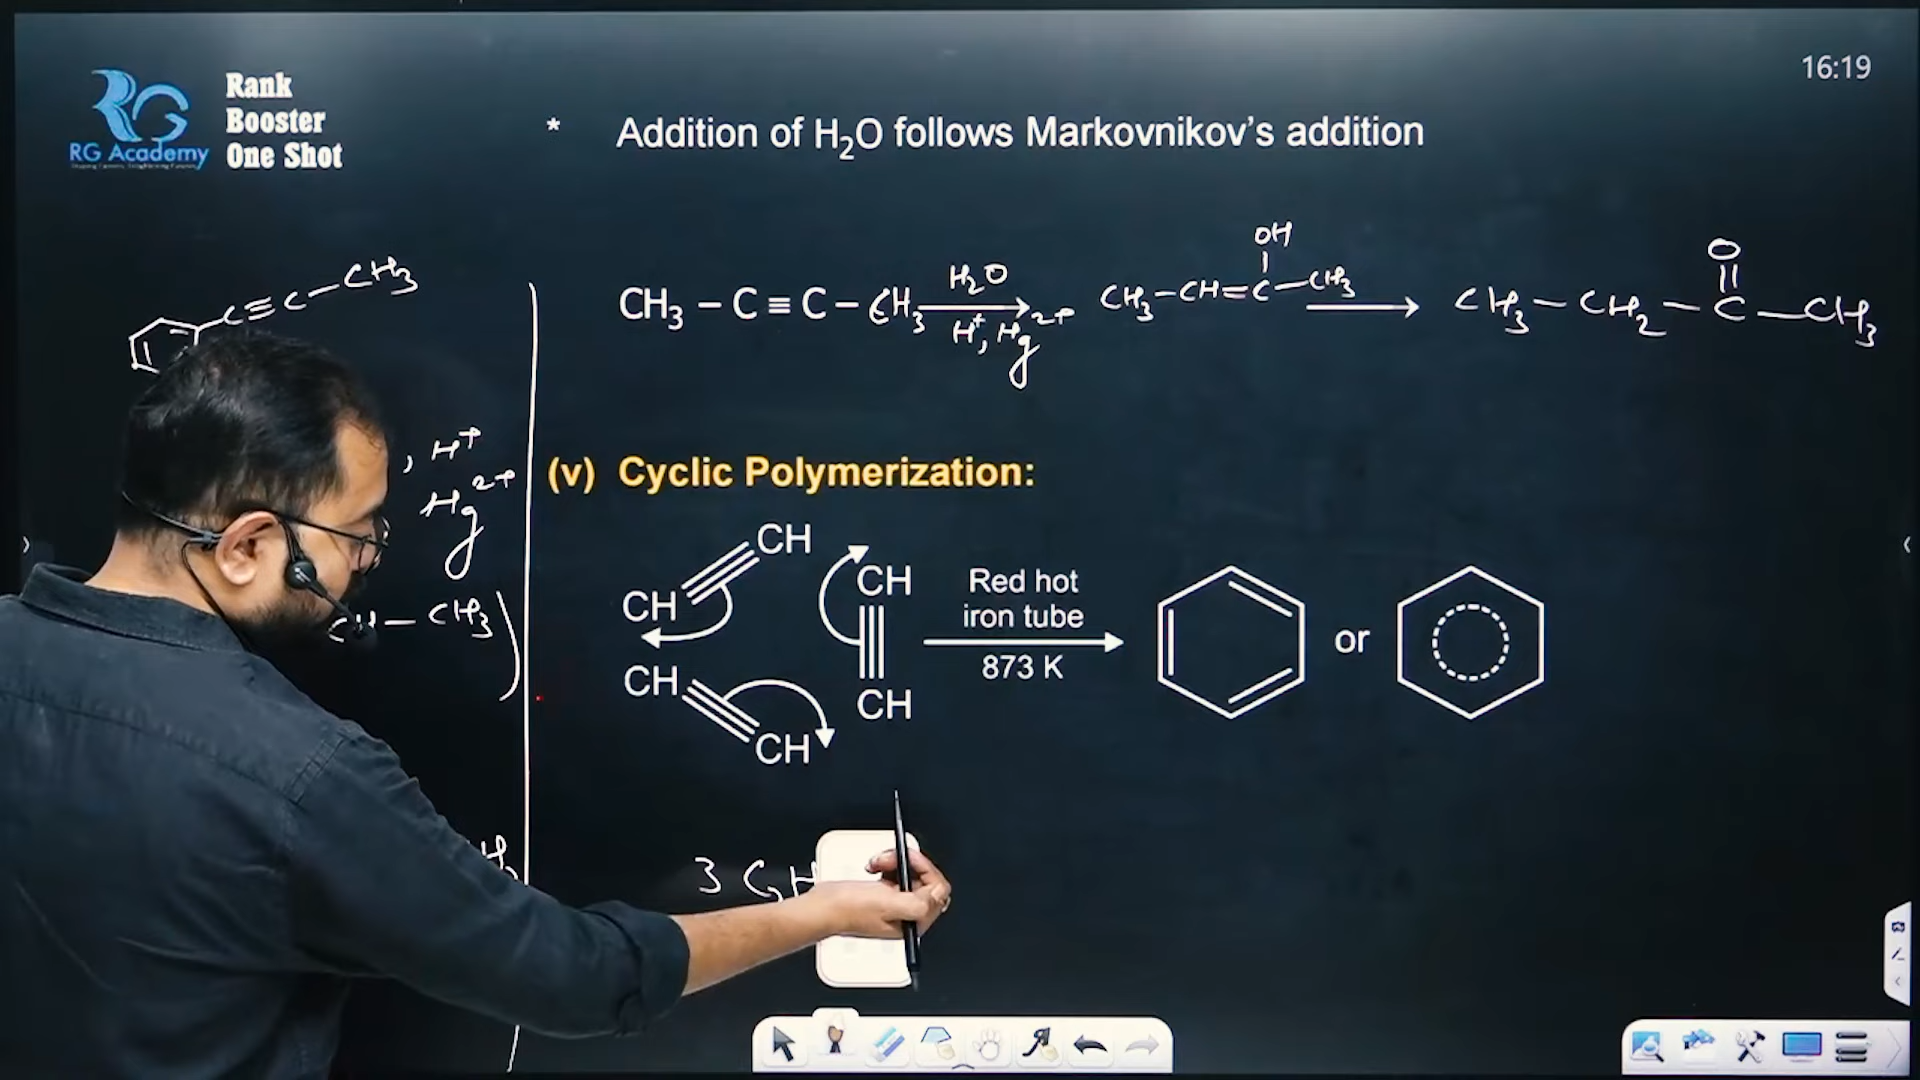 RG Academy
Rank
Booster
One Shot
16:19
* Addition of H₂O follows Markovnikov's addition
C≡C–CH₃
, H⁺
Hg²⁺
CH–CH₃)
CH₃–C≡C–CH₃ H₂O H⁺, Hg²⁺ → CH₃–CH=C(OH)–CH₃ → CH₃–CH₂–C(=O)–CH₃
(v) Cyclic Polymerization:
CH≡CH
CH≡CH
CH≡CH
Red hot
iron tube
873 K
or
3 C₂H